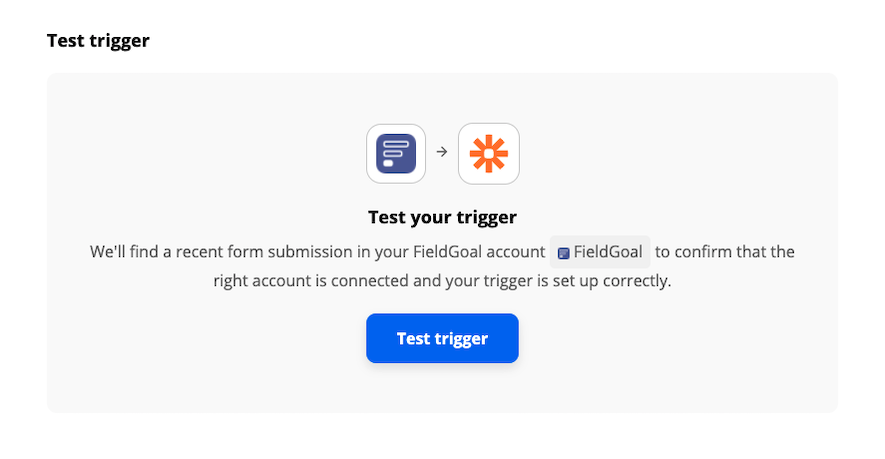 Test trigger
Test your trigger
We'll find a recent form submission in your FieldGoal account FieldGoal to confirm that the
right account is connected and your trigger is set up correctly.
Test trigger